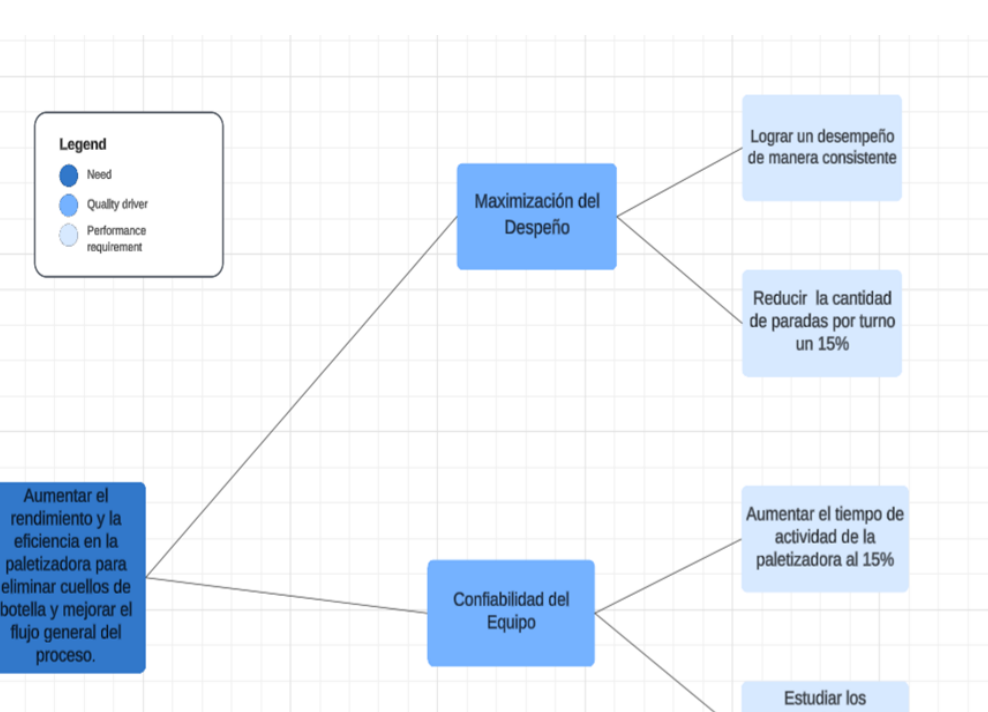 Legend
Need
Quality driver
Performance
requirement
Maximización del
Despeño
Lograr un desempeño
de manera consistente
Reducir  la cantidad
de paradas por turno
un 15%
Aumentar el
rendimiento y la
eficiencia en la
paletizadora para
eliminar cuellos de
botella y mejorar el
flujo general del
proceso.
Confiabilidad del
Equipo
Aumentar el tiempo de
actividad de la
paletizadora al 15%
Estudiar los